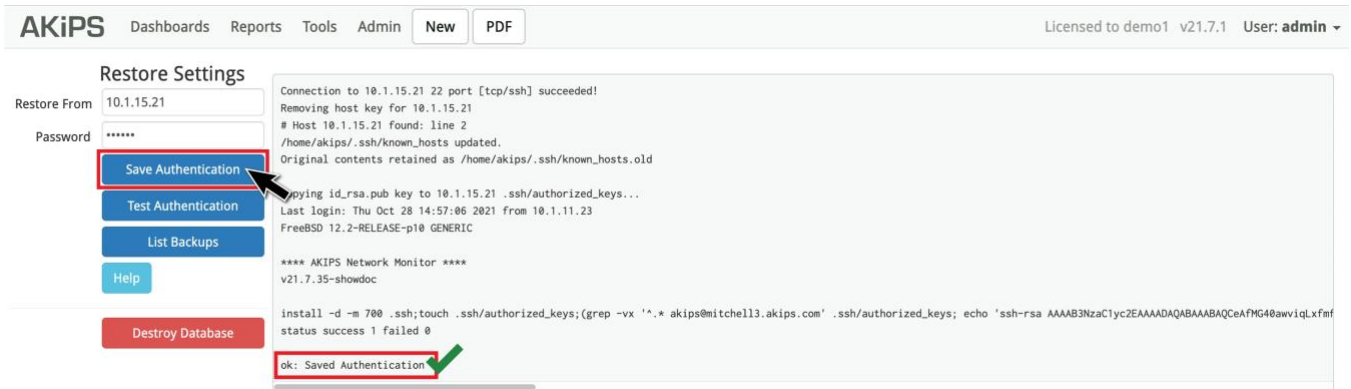 AKiPS Dashboards Reports Tools Admin New PDF Licensed to demo1 v21.7.1 User: admin
Restore Settings
Restore From 10.1.15.21
Password ••••••
Save Authentication
Test Authentication
List Backups
Help
Destroy Database
Connection to 10.1.15.21 22 port [tcp/ssh] succeeded!
Removing host key for 10.1.15.21
# Host 10.1.15.21 found: line 2
/home/akips/.ssh/known_hosts updated.
Original contents retained as /home/akips/.ssh/known_hosts.old
opying id_rsa.pub key to 10.1.15.21 .ssh/authorized_keys...
Last login: Thu Oct 28 14:57:06 2021 from 10.1.11.23
FreeBSD 12.2-RELEASE-p10 GENERIC
**** AKIPS Network Monitor ****
v21.7.35-showdoc
install -d -m 700 .ssh;touch .ssh/authorized_keys;(grep -vx '^.* akips@mitchell3.akips.com' .ssh/authorized_keys; echo 'ssh-rsa AAAAB3NzaC1yc2EAAAADAQABAAABAQCeAfMG40awviqLxfmf
status success 1 failed 0
ok: Saved Authentication